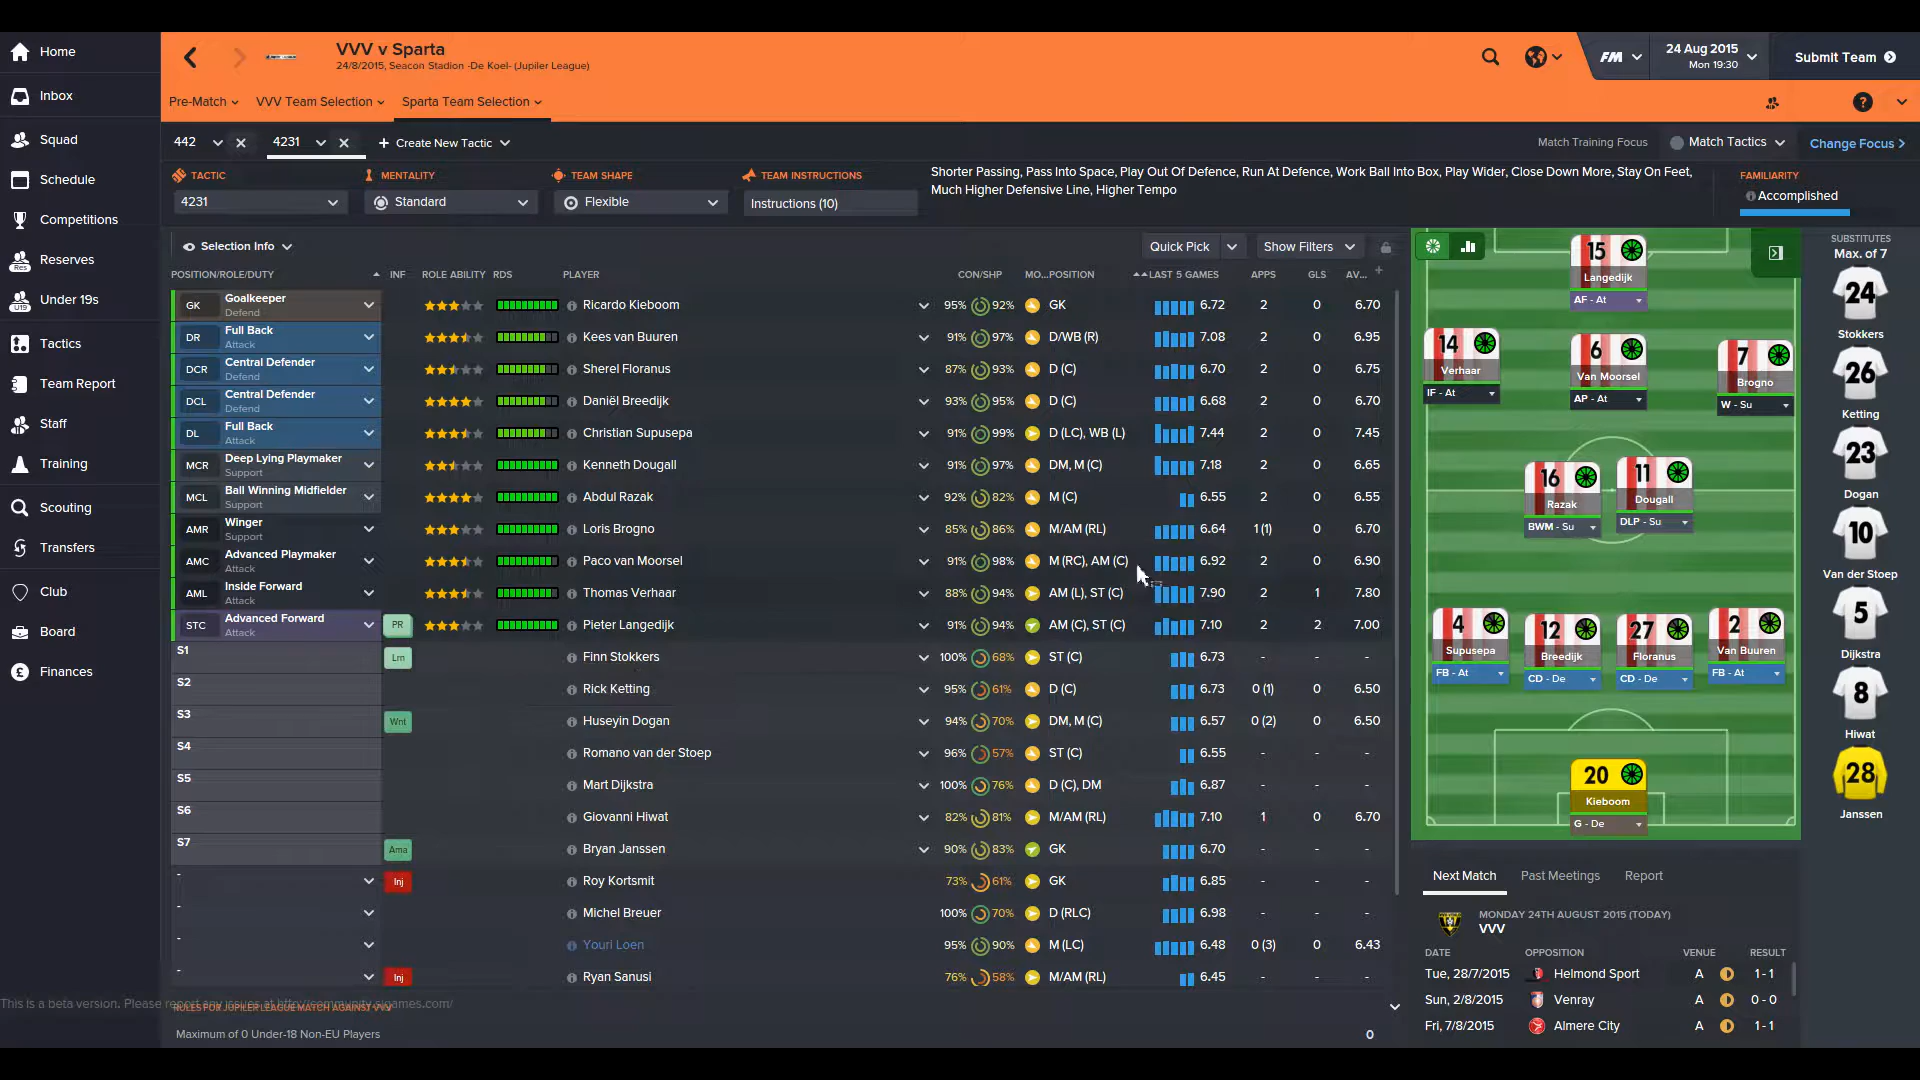 Home
Inbox
Squad
Schedule
Competitions
Reserves
Res
Under 19s
U19
Tactics
Team Report
Staff
Training
Scouting
Transfers
Club
Board
Finances
VVV v Sparta
24/8/2015, Seacon Stadion -De Koel- (Jupiler League)
FM
24 Aug 2015
Mon 19:30
Submit Team
Pre-Match
VVV Team Selection
Sparta Team Selection
442
4231
Create New Tactic
Match Training Focus
Match Tactics
Change Focus >
TACTIC
4231
MENTALITY
Standard
TEAM SHAPE
Flexible
TEAM INSTRUCTIONS
Instructions (10)
Shorter Passing, Pass Into Space, Play Out Of Defence, Run At Defence, Work Ball Into Box, Play Wider, Close Down More, Stay On Feet,
Much Higher Defensive Line, Higher Tempo
FAMILIARITY
Accomplished
Selection Info
Quick Pick
Show Filters
POSITION/ROLE/DUTY INF ROLE ABILITY RDS PLAYER CON/SHP MO... POSITION LAST 5 GAMES APPS GLS AV...
GK Goalkeeper Defend Ricardo Kieboom 95% 92% GK 6.72 2 0 6.70
DR Full Back Attack Kees van Buuren 91% 97% D/WB (R) 7.08 2 0 6.95
DCR Central Defender Defend Sherel Floranus 87% 93% D (C) 6.70 2 0 6.75
DCL Central Defender Defend Daniël Breedijk 93% 95% D (C) 6.68 2 0 6.70
DL Full Back Attack Christian Supusepa 91% 99% D (LC), WB (L) 7.44 2 0 7.45
MCR Deep Lying Playmaker Support Kenneth Dougall 91% 97% DM, M (C) 7.18 2 0 6.65
MCL Ball Winning Midfielder Support Abdul Razak 92% 82% M (C) 6.55 2 0 6.55
AMR Winger Support Loris Brogno 85% 86% M/AM (RL) 6.64 1 (1) 0 6.70
AMC Advanced Playmaker Attack Paco van Moorsel 91% 98% M (RC), AM (C) 6.92 2 0 6.90
AML Inside Forward Attack Thomas Verhaar 88% 94% AM (L), ST (C) 7.90 2 1 7.80
STC Advanced Forward Attack PR Pieter Langedijk 91% 94% AM (C), ST (C) 7.10 2 2 7.00
S1 Lrn Finn Stokkers 100% 68% ST (C) 6.73 - - -
S2 Rick Ketting 95% 61% D (C) 6.73 0 (1) 0 6.50
S3 Wnt Huseyin Dogan 94% 70% DM, M (C) 6.57 0 (2) 0 6.50
S4 Romano van der Stoep 96% 57% ST (C) 6.55 - - -
S5 Mart Dijkstra 100% 76% D (C), DM 6.87 - - -
S6 Giovanni Hiwat 82% 81% M/AM (RL) 7.10 1 0 6.70
S7 Ama Bryan Janssen 90% 83% GK 6.70 - - -
- Inj Roy Kortsmit 73% 61% GK 6.85 - - -
- Michel Breuer 100% 70% D (RLC) 6.98 - - -
- Youri Loen 95% 90% M (LC) 6.48 0 (3) 0 6.43
- Inj Ryan Sanusi 76% 58% M/AM (RL) 6.45 - - -
This is a beta version. Please report any issues at http://community.sigames.com/
RULES FOR JUPILER LEAGUE MATCH AGAINST VVV
Maximum of 0 Under-18 Non-EU Players
0
15
Langedijk
AF - At
14
Verhaar
IF - At
6
Van Moorsel
AP - At
7
Brogno
W - Su
16
Razak
BWM - Su
11
Dougall
DLP - Su
4
Supusepa
FB - At
12
Breedijk
CD - De
27
Floranus
CD - De
2
Van Buuren
FB - At
20
Kieboom
G - De
SUBSTITUTES
Max. of 7
24
Stokkers
26
Ketting
23
Dogan
10
Van der Stoep
5
Dijkstra
8
Hiwat
28
Janssen
Next Match
Past Meetings
Report
MONDAY 24TH AUGUST 2015 (TODAY)
VVV
DATE OPPOSITION VENUE RESULT
Tue, 28/7/2015 Helmond Sport A 1 - 1
Sun, 2/8/2015 Venray A 0 - 0
Fri, 7/8/2015 Almere City A 1 - 1